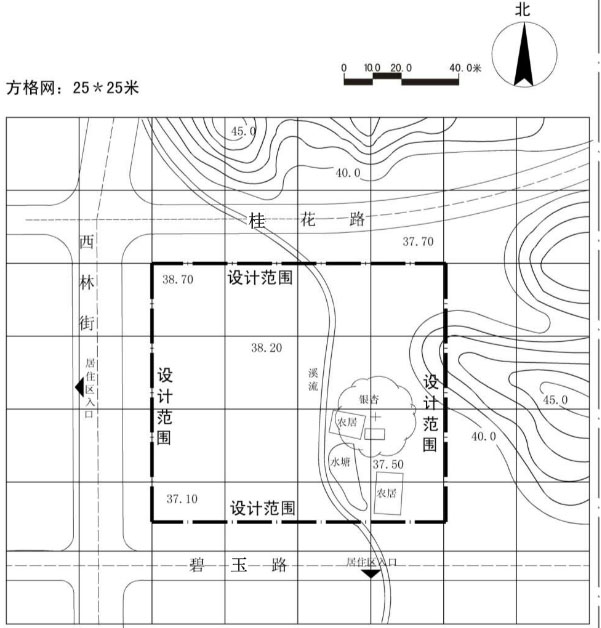 北
0 10.0 20.0 40.0米
方格网：25*25米
45.0
40.0
桂花路
37.70
西林街
38.70
设计范围
38.20
居住区入口
设计范围
溪流
银杏
设计范围
45.0
农居
40.0
水塘
37.50
农居
37.10
设计范围
碧玉路
居住区入口